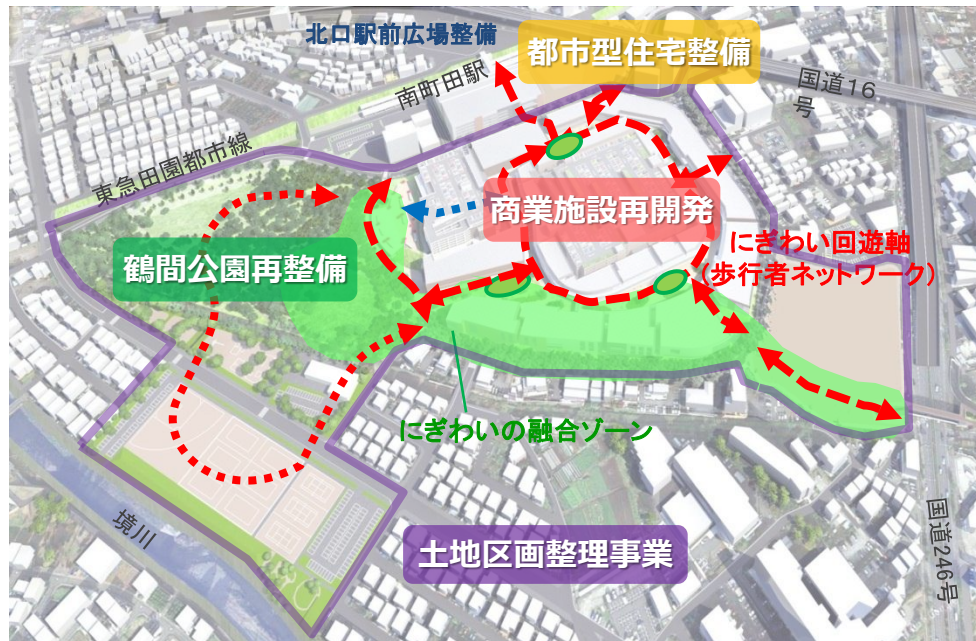 北口駅前広場整備
都市型住宅整備
国道16
号
南町田駅
東急田園都市線
商業施設再開発
にぎわい回遊軸
（歩行者ネットワーク）
鶴間公園再整備
にぎわいの融合ゾーン
境川
土地区画整理事業
国道246号